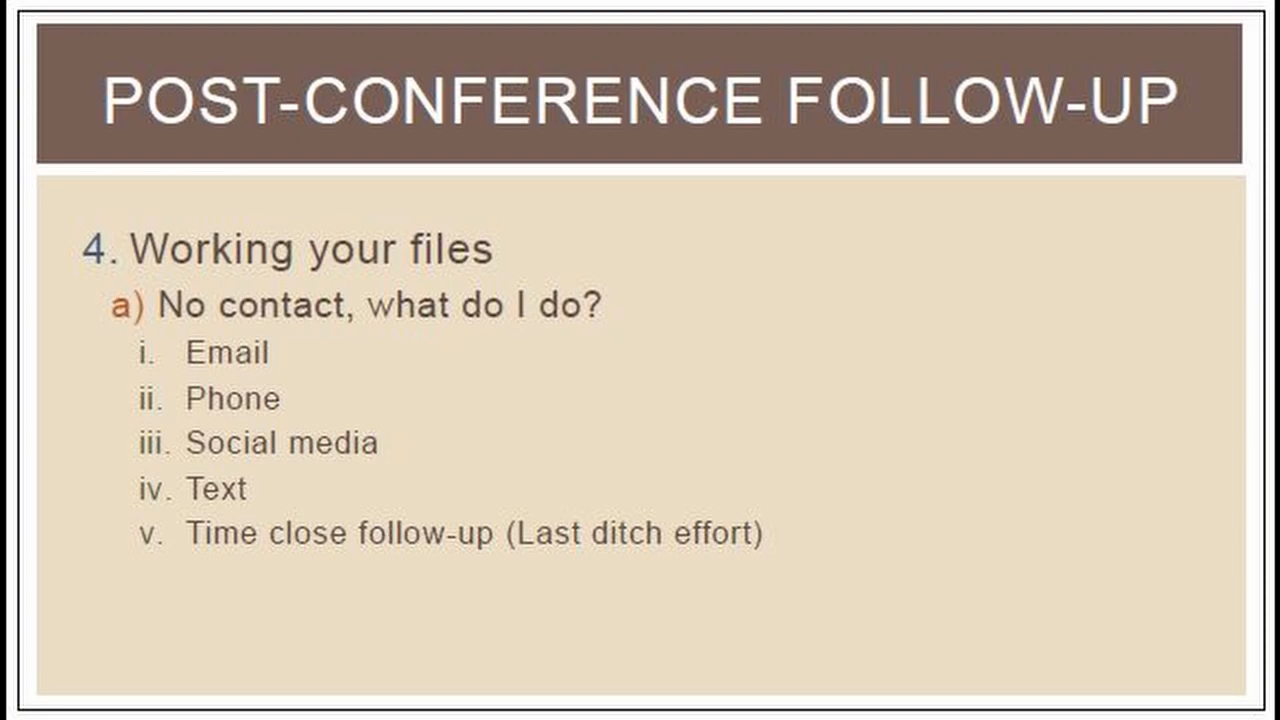 POST-CONFERENCE FOLLOW-UP
4. Working your files
a) No contact, what do I do?
i. Email
ii. Phone
iii. Social media
iv. Text
v. Time close follow-up (Last ditch effort)